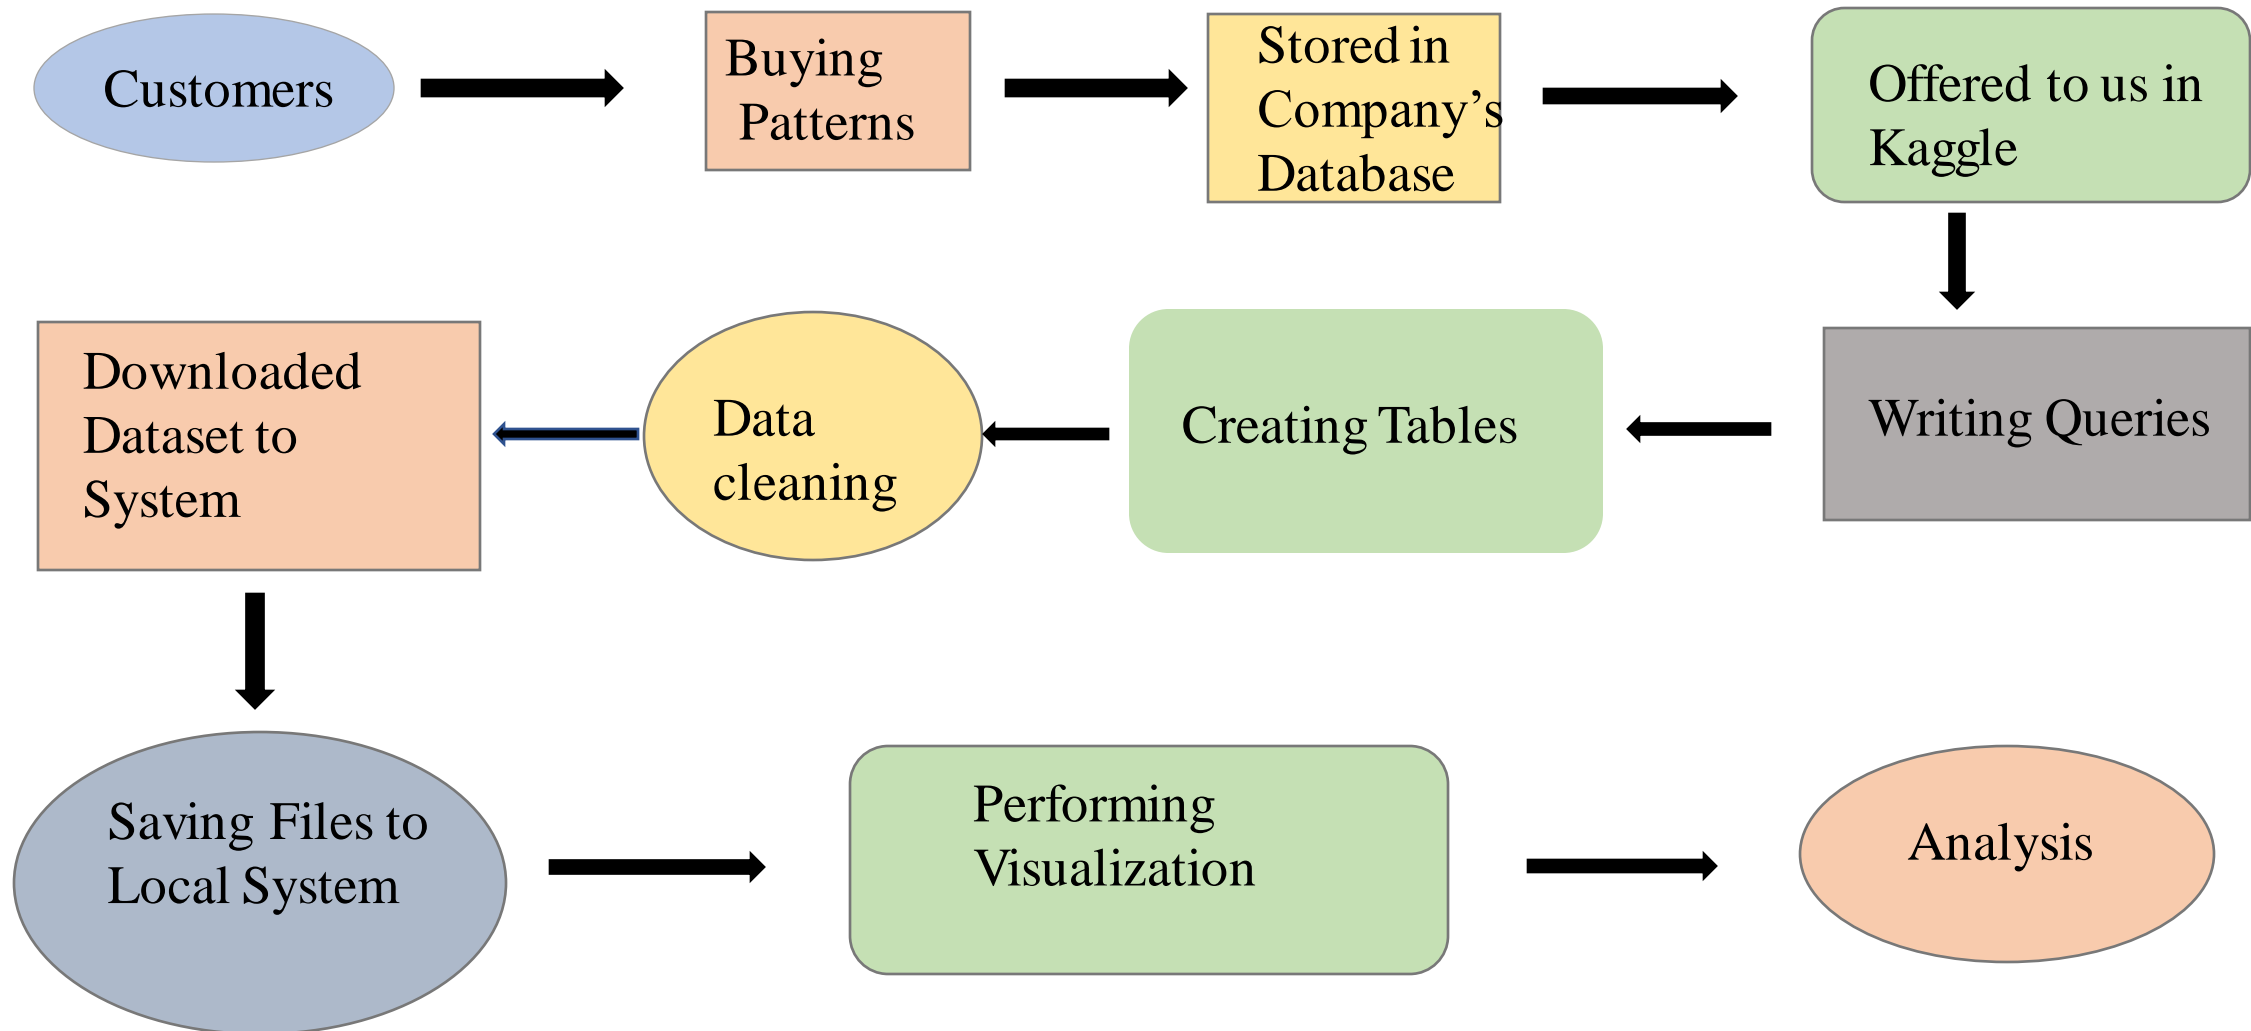 Customers
Buying
Patterns
Stored in
Company’s
Database
Offered to us in
Kaggle
Writing Queries
Creating Tables
Data
cleaning
Downloaded
Dataset to
System
Saving Files to
Local System
Performing
Visualization
Analysis